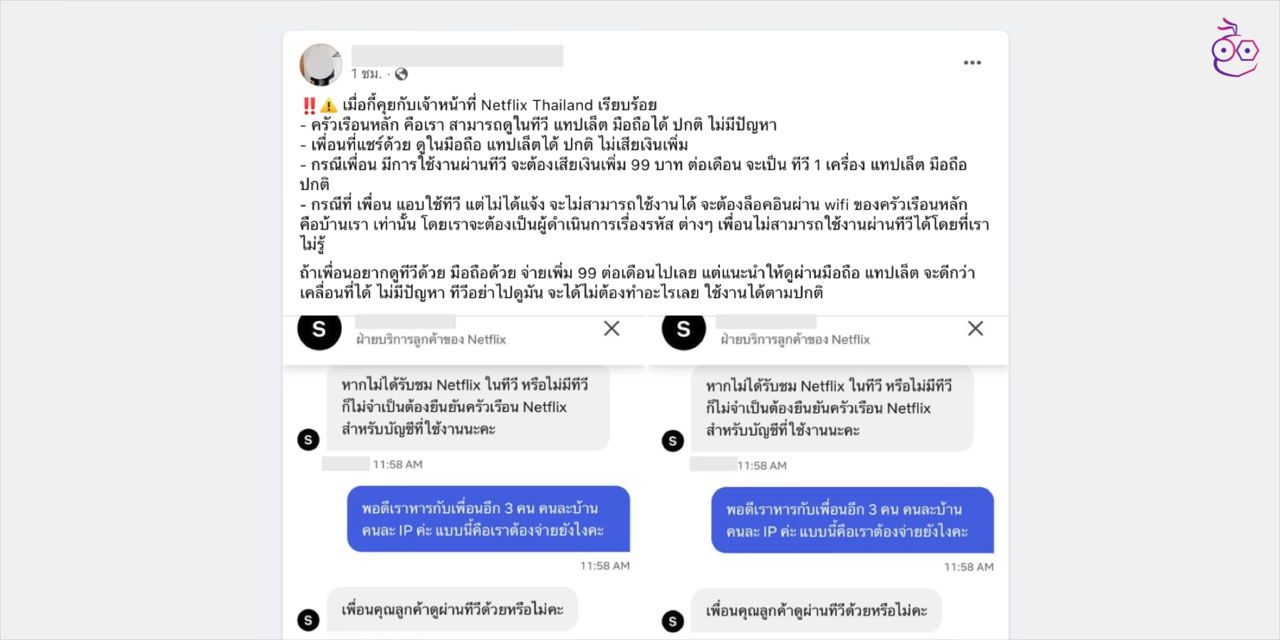 1 ชม. ·
‼️⚠️ เมื่อกี้คุยกับเจ้าหน้าที่ Netflix Thailand เรียบร้อย
- ครัวเรือนหลัก คือเรา สามารถดูในทีวี แทปเล็ต มือถือได้ ปกติ ไม่มีปัญหา
- เพื่อนที่แชร์ด้วย ดูในมือถือ แทปเล็ตได้ ปกติ ไม่เสียเงินเพิ่ม
- กรณีเพื่อน มีการใช้งานผ่านทีวี จะต้องเสียเงินเพิ่ม 99 บาท ต่อเดือน จะเป็น ทีวี 1 เครื่อง แทปเล็ต มือถือ
ปกติ
- กรณีที่ เพื่อน แอบใช้ทีวี แต่ไม่ได้แจ้ง จะไม่สามารถใช้งานได้ จะต้องล็อคอินผ่าน wifi ของครัวเรือนหลัก
คือบ้านเรา เท่านั้น โดยเราจะต้องเป็นผู้ดำเนินการเรื่องรหัส ต่างๆ เพื่อนไม่สามารถใช้งานผ่านทีวีได้โดยที่เรา
ไม่รู้
ถ้าเพื่อนอยากดูทีวีด้วย มือถือด้วย จ่ายเพิ่ม 99 ต่อเดือนไปเลย แต่แนะนำให้ดูผ่านมือถือ แทปเล็ต จะดีกว่า
เคลื่อนที่ได้ ไม่มีปัญหา ทีวีอย่าไปดูมัน จะได้ไม่ต้องทำอะไรเลย ใช้งานได้ตามปกติ
S
ฝ่ายบริการลูกค้าของ Netflix
หากไม่ได้รับชม Netflix ในทีวี หรือไม่มีทีวี
ก็ไม่จำเป็นต้องยืนยันครัวเรือน Netflix
สำหรับบัญชีที่ใช้งานนะคะ
S
11:58 AM
พอดีเราหารกับเพื่อนอีก 3 คน คนละบ้าน
คนละ IP ค่ะ แบบนี้คือเราต้องจ่ายยังไงคะ
11:58 AM
เพื่อนคุณลูกค้าดูผ่านทีวีด้วยหรือไม่คะ
S
S
ฝ่ายบริการลูกค้าของ Netflix
หากไม่ได้รับชม Netflix ในทีวี หรือไม่มีทีวี
ก็ไม่จำเป็นต้องยืนยันครัวเรือน Netflix
สำหรับบัญชีที่ใช้งานนะคะ
S
11:58 AM
พอดีเราหารกับเพื่อนอีก 3 คน คนละบ้าน
คนละ IP ค่ะ แบบนี้คือเราต้องจ่ายยังไงคะ
11:58 AM
เพื่อนคุณลูกค้าดูผ่านทีวีด้วยหรือไม่คะ
S